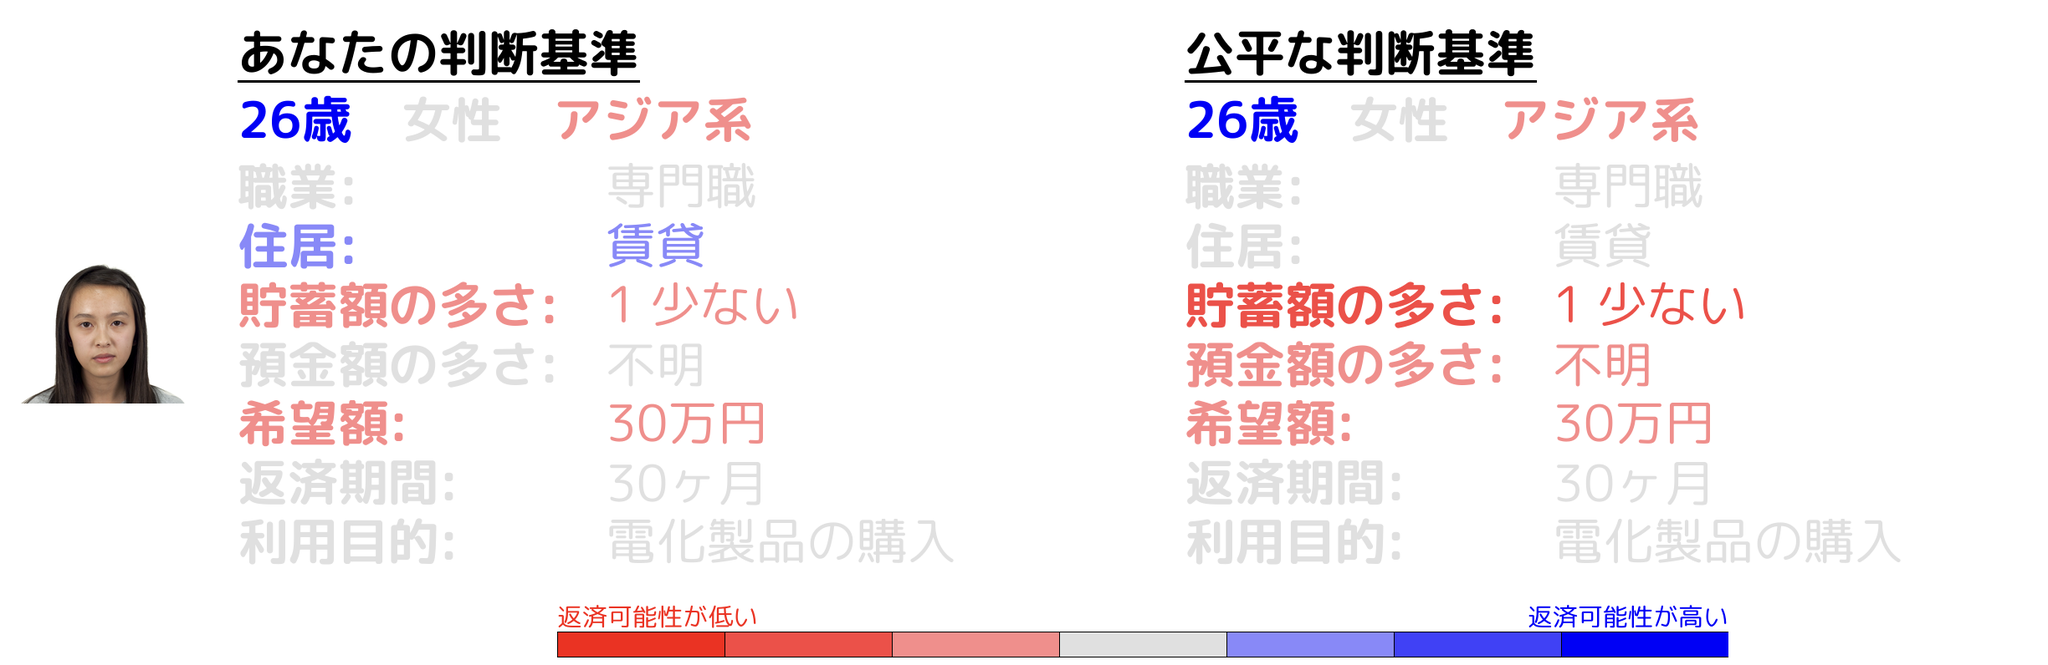 あなたの判断基準
26歳 女性 アジア系
職業: 専門職
住居: 賃貸
貯蓄額の多さ: 1 少ない
預金額の多さ: 不明
希望額: 30万円
返済期間: 30ヶ月
利用目的: 電化製品の購入
公平な判断基準
26歳 女性 アジア系
職業: 専門職
住居: 賃貸
貯蓄額の多さ: 1 少ない
預金額の多さ: 不明
希望額: 30万円
返済期間: 30ヶ月
利用目的: 電化製品の購入
返済可能性が低い
返済可能性が高い